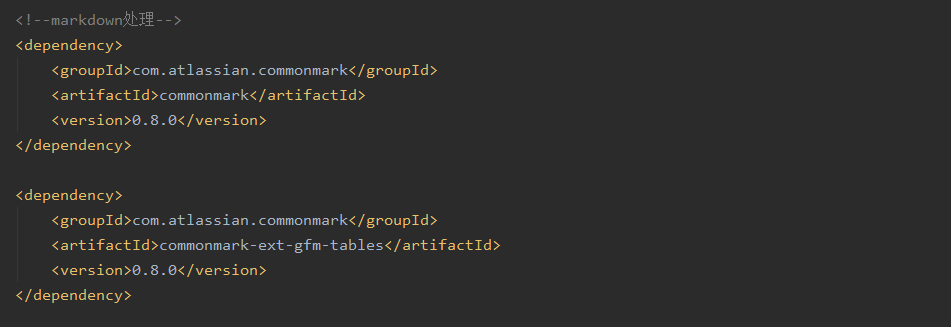 <!--markdown处理-->
<dependency>
    <groupId>com.atlassian.commonmark</groupId>
    <artifactId>commonmark</artifactId>
    <version>0.8.0</version>
</dependency>

<dependency>
    <groupId>com.atlassian.commonmark</groupId>
    <artifactId>commonmark-ext-gfm-tables</artifactId>
    <version>0.8.0</version>
</dependency>